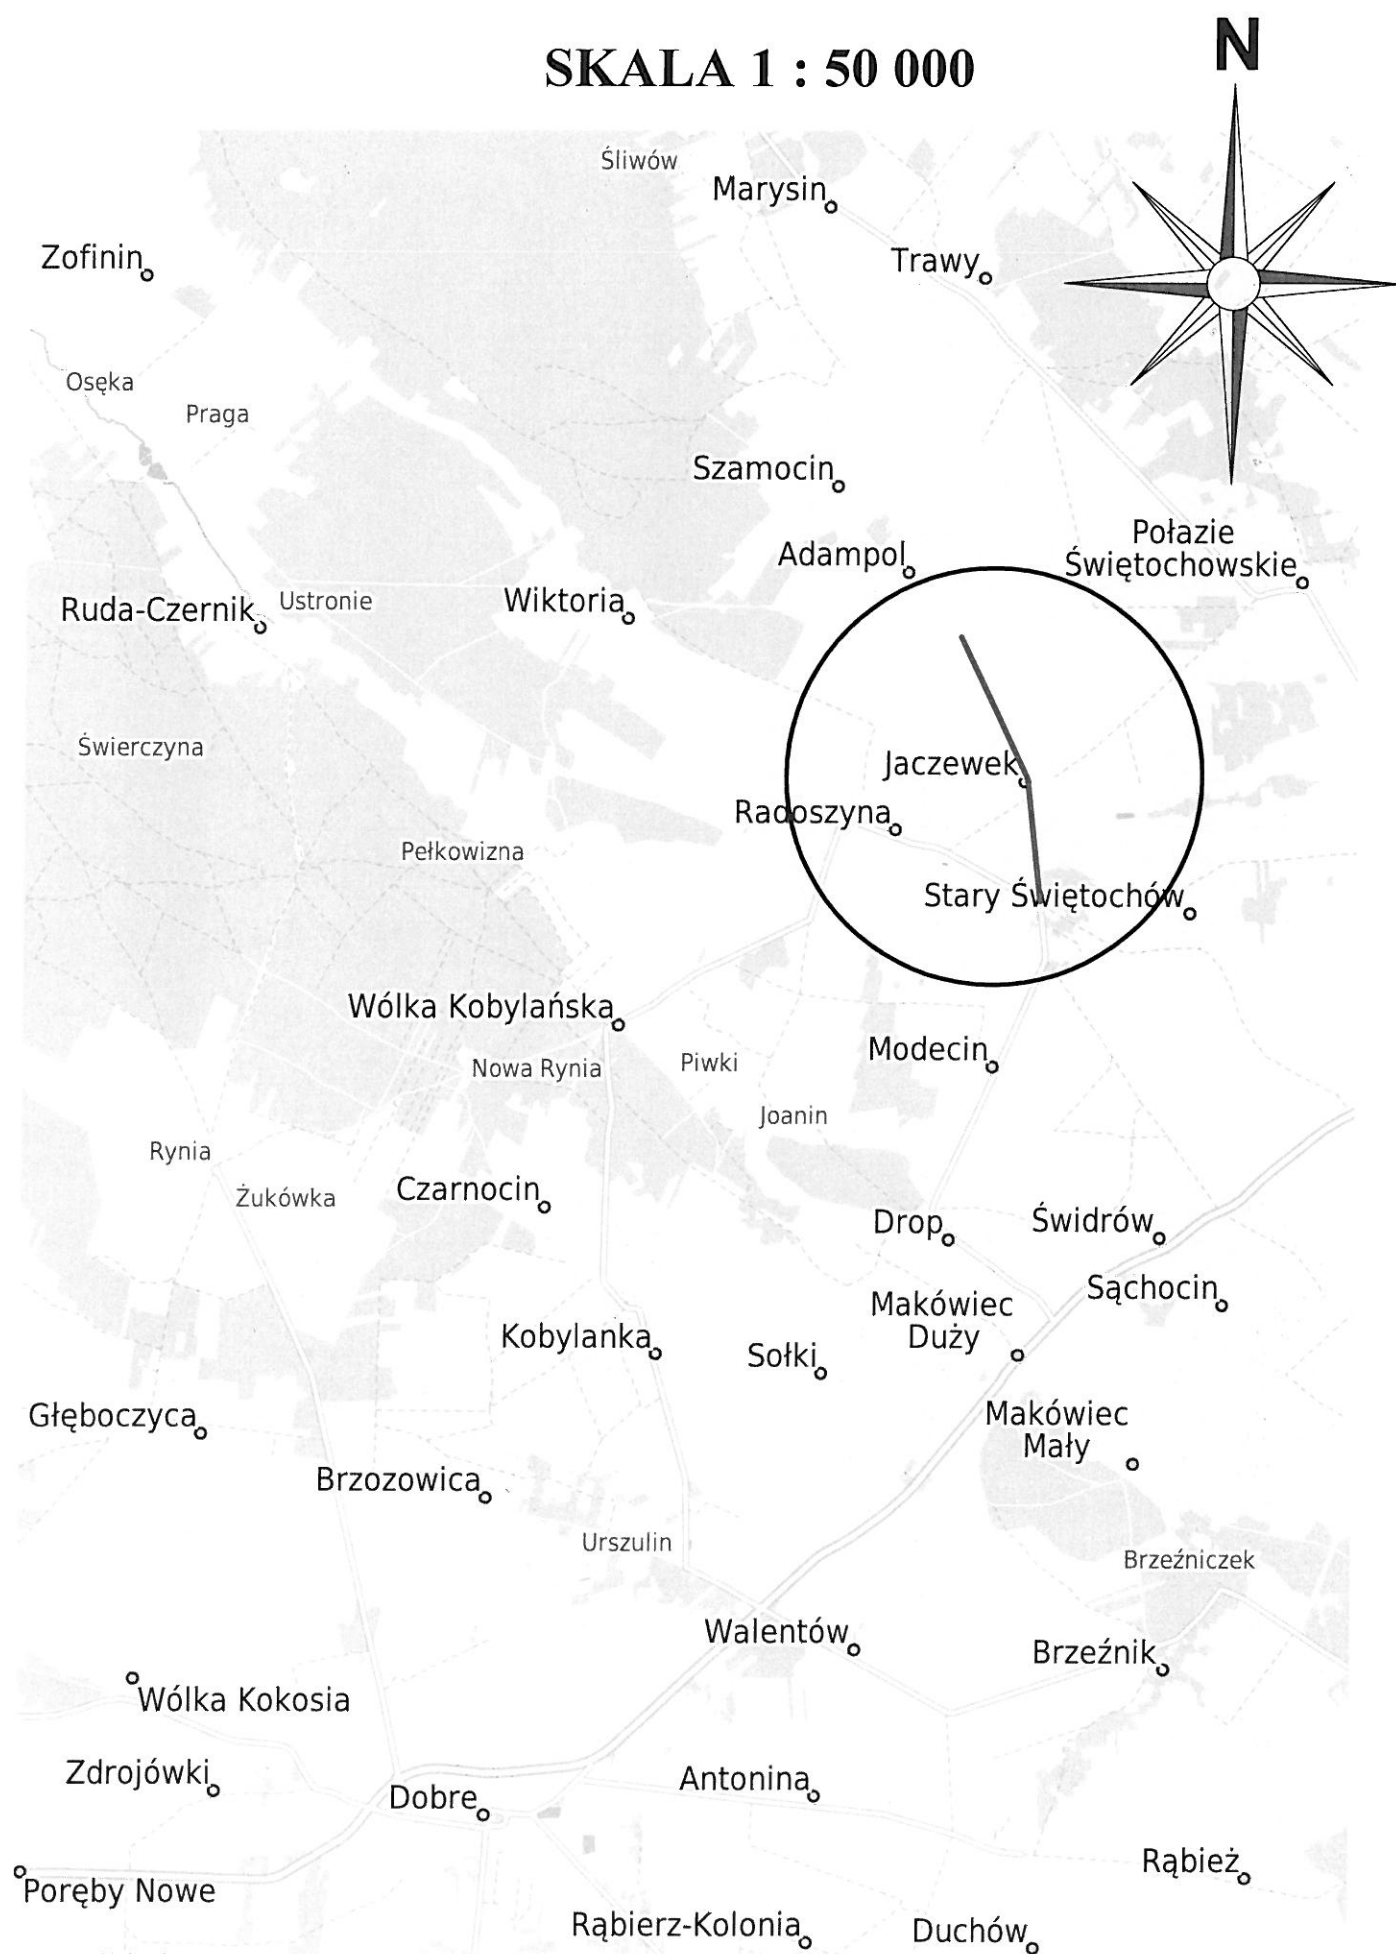 N
SKALA 1 : 50 000
Śliwów
Marysin
Zofinin
Trawy
Osęka
Praga
Szamocin
Połazie
Świętochowskie
Adampol
Ruda-Czernik
Ustronie
Wiktoria
Świerczyna
Jaczewek
Radoszyna
Pełkowizna
Stary Świętochów
Wólka Kobylańska
Modecin
Nowa Rynia
Piwki
Joanin
Rynia
Żukówka
Czarnocin
Drop
Świdrów
Sąchocin
Makówiec
Duży
Kobylanka
Sołki
Głęboczyca
Makówiec
Mały
Brzozowica
Urszulin
Brzeźniczek
Walentów
Brzeźnik
Wólka Kokosia
Zdrojówki
Dobre
Antonina
Rąbież
Poręby Nowe
Rąbierz-Kolonia
Duchów